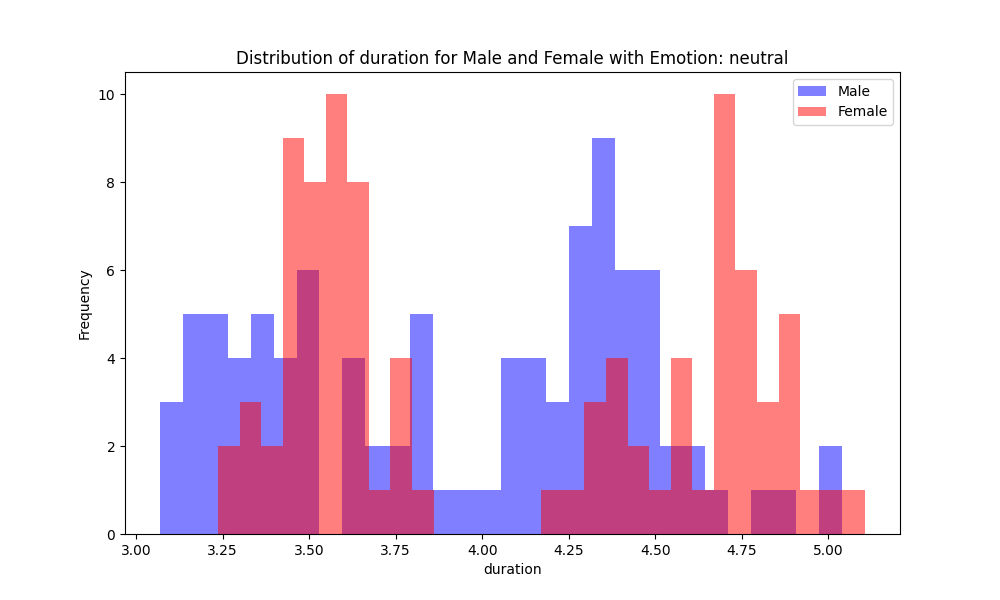 Distribution of duration for Male and Female with Emotion: neutral
Male
Female
10
8
6
4
2
0
Frequency
3.00 3.25 3.50 3.75 4.00 4.25 4.50 4.75 5.00
duration